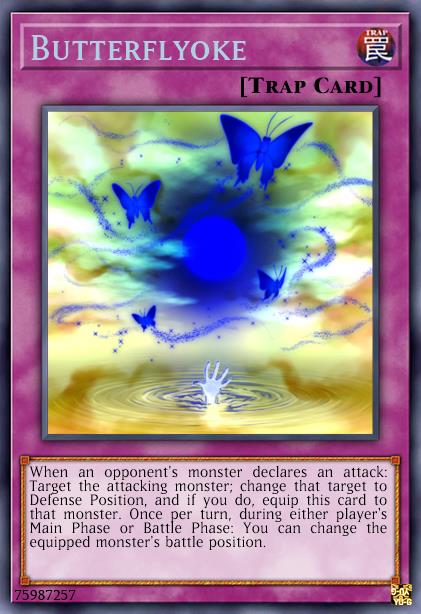 BUTTERFLYOKE
TRAP
罠
[TRAP CARD]
When an opponent's monster declares an attack:
Target the attacking monster; change that target to
Defense Position, and if you do, equip this card to
that monster. Once per turn, during either player's
Main Phase or Battle Phase: You can change the
equipped monster's battle position.
75987257